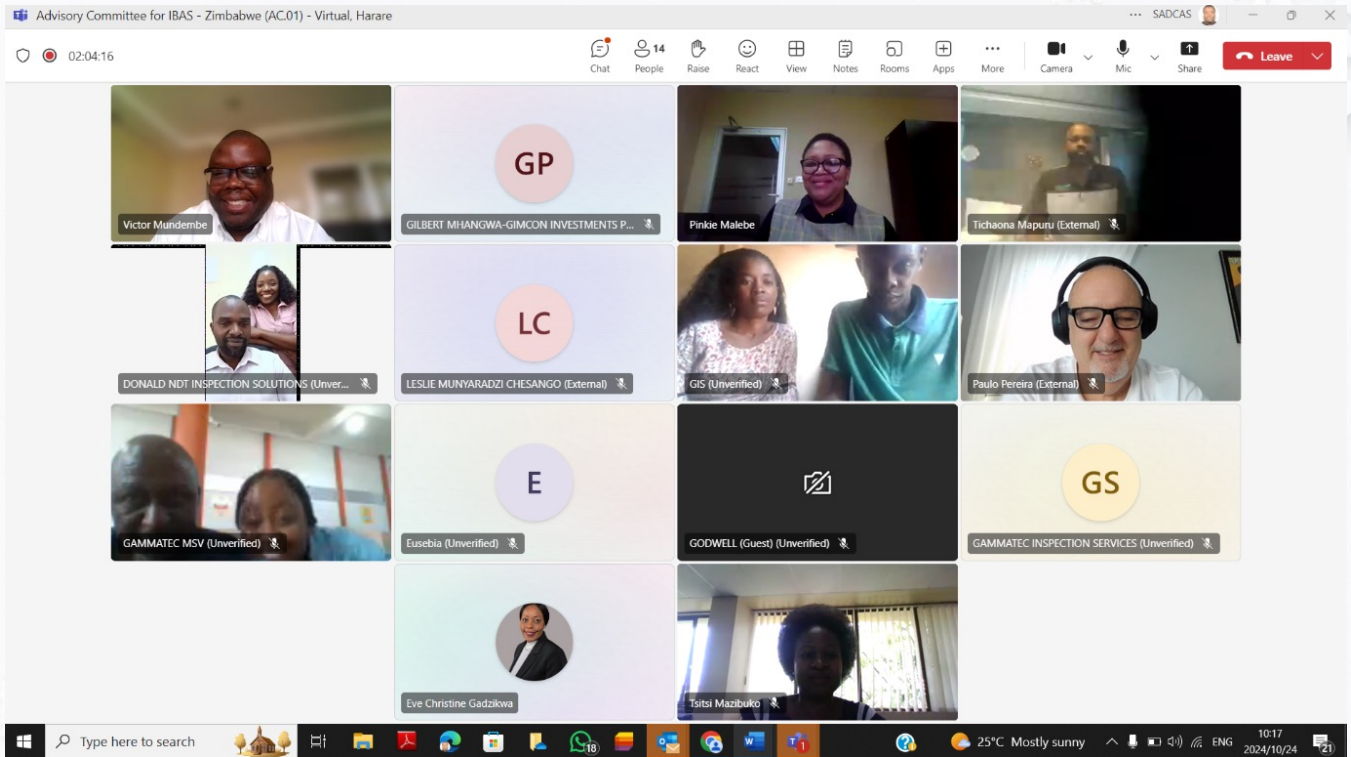 Advisory Committee for IBAS - Zimbabwe (AC.01) - Virtual, Harare
SADCAS
02:04:16
14
Chat
People
Raise
React
View
Notes
Rooms
Apps
More
Camera
Mic
Share
Leave
Victor Mundembe
GP
GILBERT MHANGWA-GIMCON INVESTMENTS P...
Pinkie Malebe
Tichaona Mapuru (External)
DONALD NDT INSPECTION SOLUTIONS (Unver...
LC
LESLIE MUNYARADZI CHESANGO (External)
GIS (Unverified)
Paulo Pereira (External)
GAMMATEC MSV (Unverified)
E
Eusebia (Unverified)
GODWELL (Guest) (Unverified)
GS
GAMMATEC INSPECTION SERVICES (Unverified)
Eve Christine Gadzikwa
Tsitsi Mazibuko
Type here to search
18
1
25°C Mostly sunny
ENG
10:17
2024/10/24
21